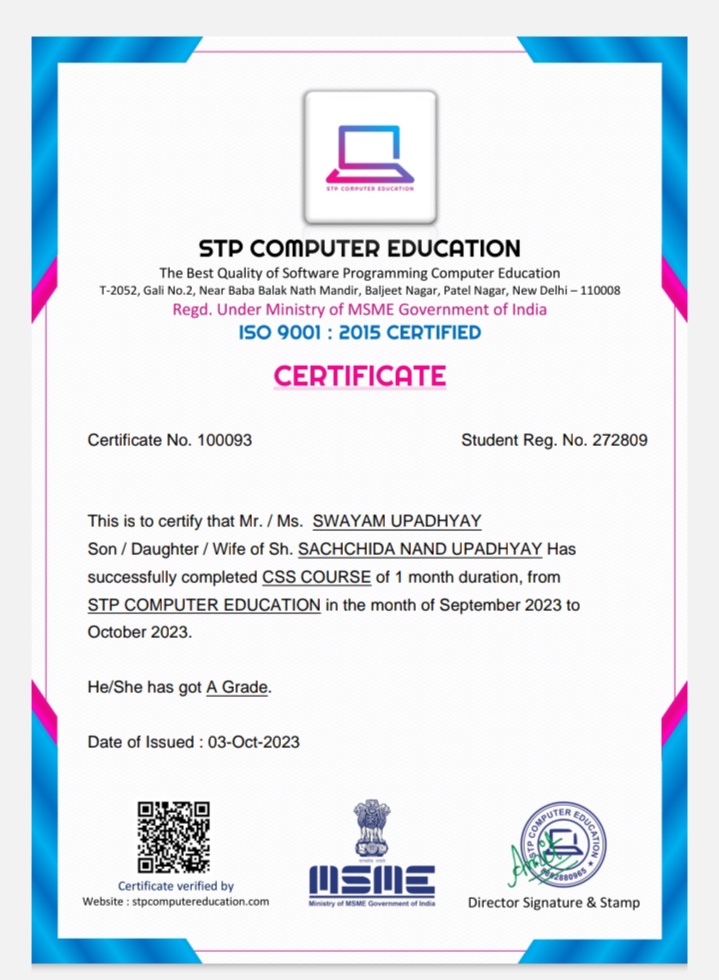 STP COMPUTER EDUCATION
STP COMPUTER EDUCATION
The Best Quality of Software Programming Computer Education
T-2052, Gali No.2, Near Baba Balak Nath Mandir, Baljeet Nagar, Patel Nagar, New Delhi – 110008
Regd. Under Ministry of MSME Government of India
ISO 9001 : 2015 CERTIFIED
CERTIFICATE
Certificate No. 100093
Student Reg. No. 272809
This is to certify that Mr. / Ms. SWAYAM UPADHYAY
Son / Daughter / Wife of Sh. SACHCHIDA NAND UPADHYAY Has
successfully completed CSS COURSE of 1 month duration, from
STP COMPUTER EDUCATION in the month of September 2023 to
October 2023.
He/She has got A Grade.
Date of Issued : 03-Oct-2023
Certificate verified by
Website : stpcomputereducation.com
MSME
Ministry of MSME Government of India
STP COMPUTER EDUCATION
Director Signature & Stamp